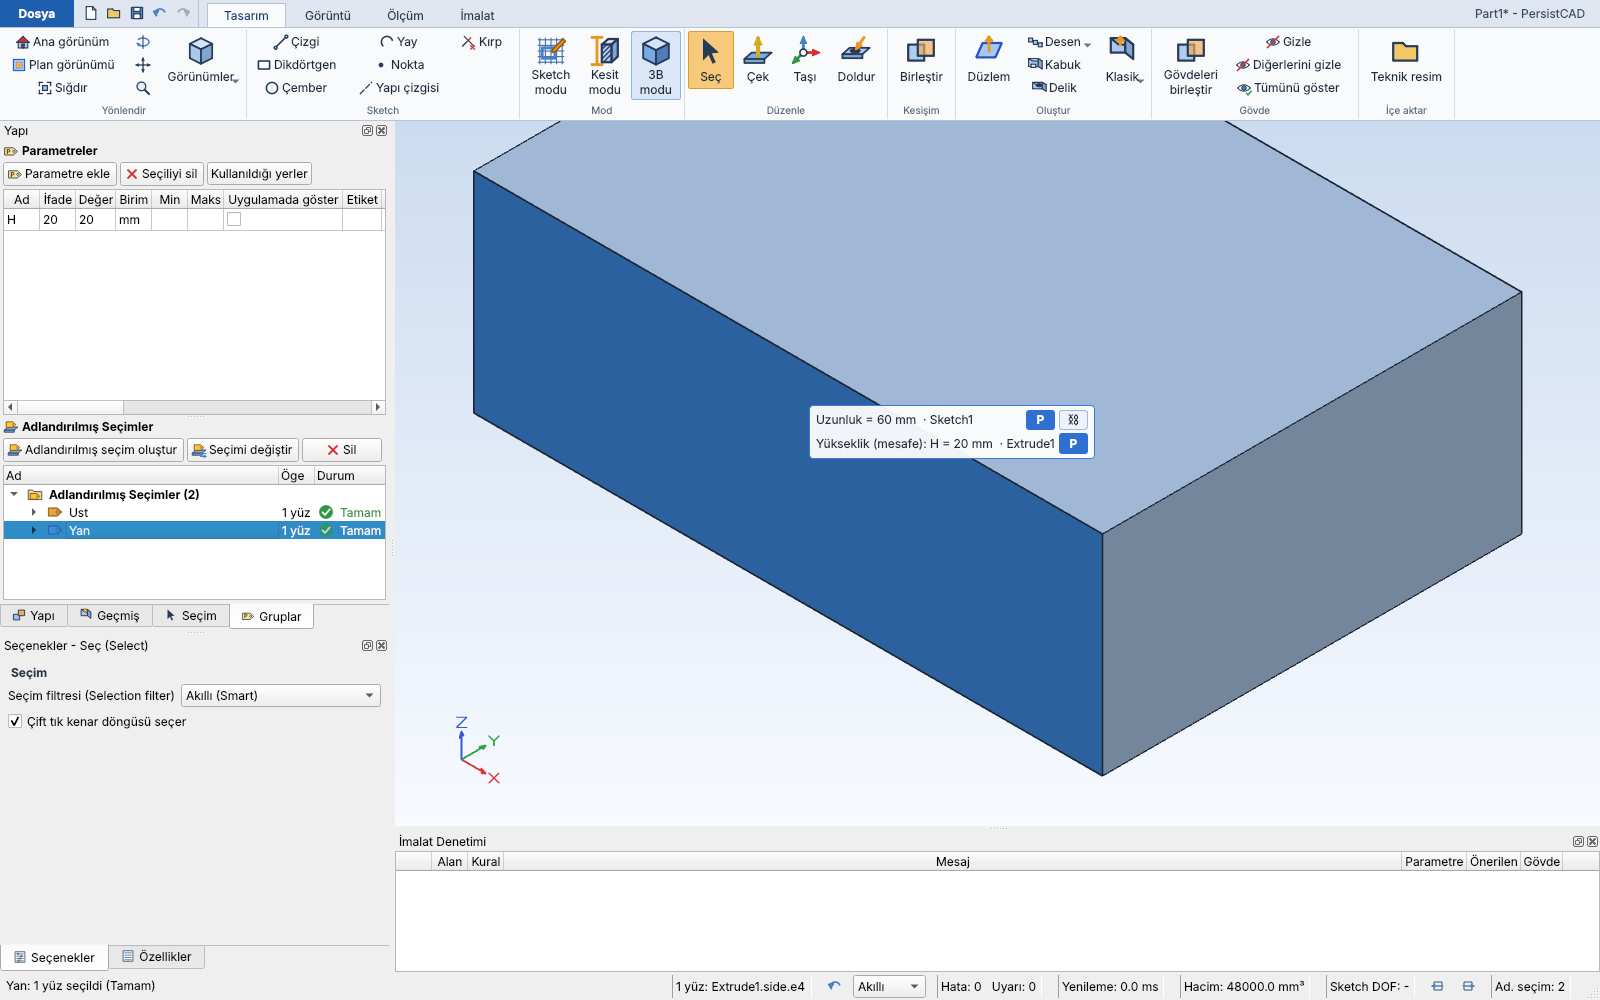 Dosya
Tasarım
Görüntü
Ölçüm
İmalat
Part1* - PersistCAD
Ana görünüm
Plan görünümü
Sığdır
Görünümler
Yönlendir
Çizgi
Dikdörtgen
Çember
Yay
Nokta
Yapı çizgisi
Kırp
Sketch
Sketch modu
Kesit modu
3B modu
Mod
Seç
Çek
Taşı
Doldur
Düzenle
Birleştir
Kesişim
Düzlem
Desen
Kabuk
Delik
Klasik
Oluştur
Gövdeleri birleştir
Gizle
Diğerlerini gizle
Tümünü göster
Gövde
Teknik resim
İçe aktar
Yapı
Parametreler
Parametre ekle
Seçiliyi sil
Kullanıldığı yerler
Ad İfade Değer Birim Min Maks Uygulamada göster Etiket
H 20 20 mm
Adlandırılmış Seçimler
Adlandırılmış seçim oluştur
Seçimi değiştir
Sil
Ad Öge Durum
Adlandırılmış Seçimler (2)
Ust 1 yüz Tamam
Yan 1 yüz Tamam
Yapı
Geçmiş
Seçim
Gruplar
Seçenekler - Seç (Select)
Seçim
Seçim filtresi (Selection filter) Akıllı (Smart)
Çift tık kenar döngüsü seçer
Seçenekler
Özellikler
Uzunluk = 60 mm · Sketch1 P
Yükseklik (mesafe): H = 20 mm · Extrude1 P
Z
Y
X
İmalat Denetimi
Alan Kural Mesaj Parametre Önerilen Gövde
Yan: 1 yüz seçildi (Tamam)
1 yüz: Extrude1.side.e4
Akıllı
Hata: 0 Uyarı: 0
Yenileme: 0.0 ms
Hacim: 48000.0 mm³
Sketch DOF: -
Ad. seçim: 2